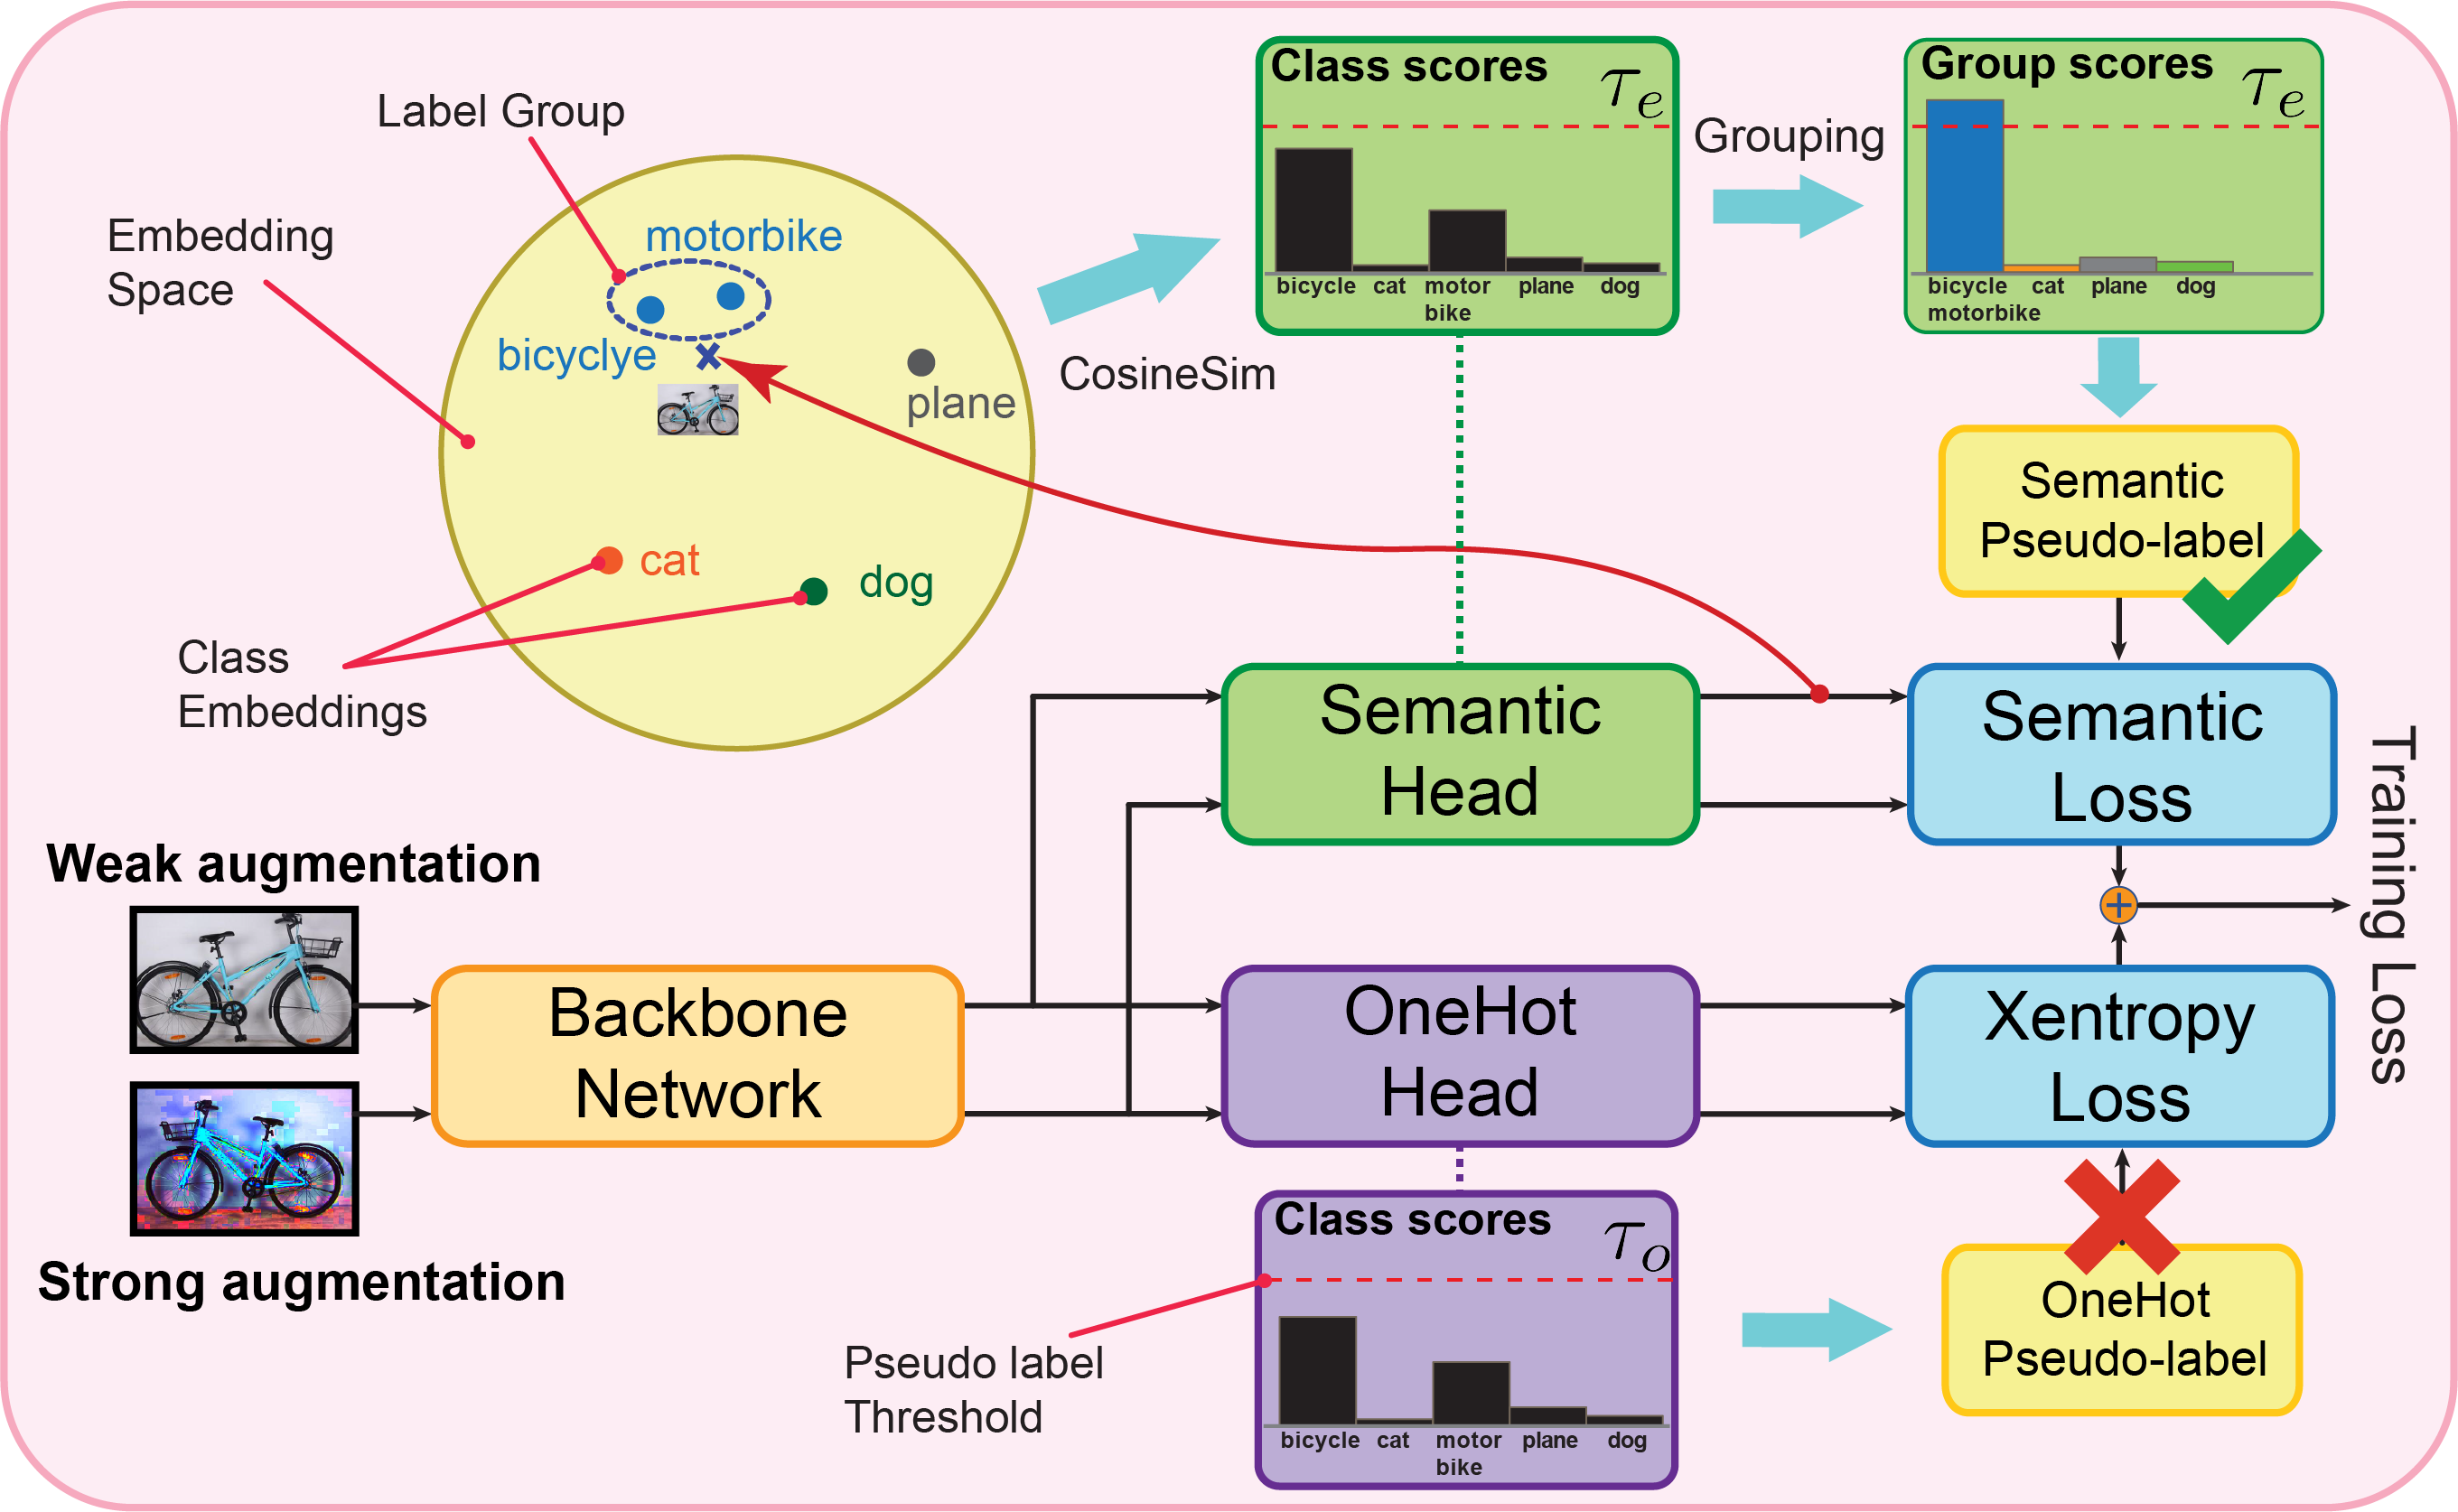 Label Group
Embedding
Space
motorbike
bicyclye
plane
cat
dog
Class
Embeddings
CosineSim
Class scores τe
bicycle cat motor plane dog
bike
Grouping
Group scores τe
bicycle cat plane dog
motorbike
Semantic
Pseudo-label
Semantic
Head
Semantic
Loss
Weak augmentation
Strong augmentation
Backbone
Network
OneHot
Head
Xentropy
Loss
+
Training Loss
Class scores τo
bicycle cat motor plane dog
bike
Pseudo label
Threshold
OneHot
Pseudo-label